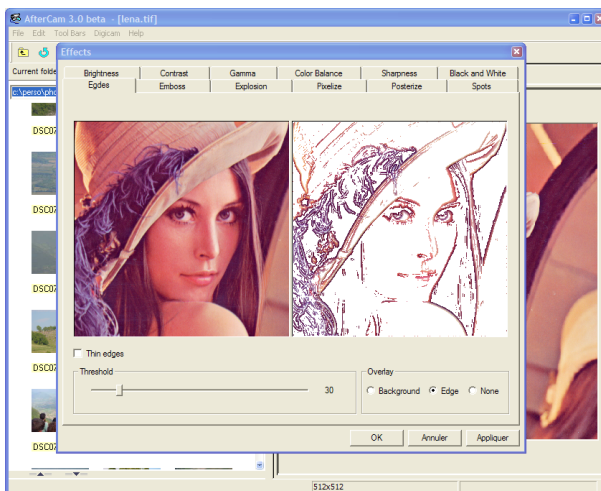 AfterCam 3.0 beta - [lena.tif]
File Edit Tool Bars Digicam Help
Effects
Current folde
Brightness Contrast Gamma Color Balance Sharpness Black and White
Egdes Emboss Explosion Pixelize Posterize Spots
c:\perso\pho
DSC07
DSC07
DSC07
DSC07
DSC07
Thin edges
Threshold
30
Overlay
Background Edge None
OK Annuler Appliquer
512x512